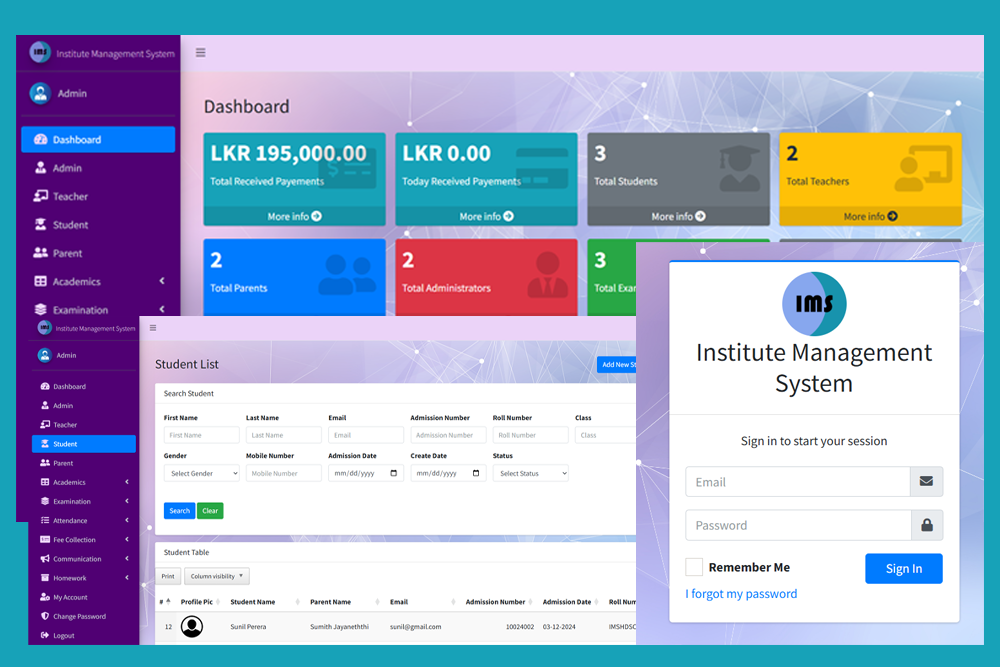 IMS Institute Management System
Admin
Dashboard
Admin
Teacher
Student
Parent
Academics
Examination
Dashboard
LKR 195,000.00
Total Received Payements
More info
LKR 0.00
Today Received Payements
More info
3
Total Students
More info
2
Total Teachers
More info
2
Total Parents
2
Total Administrators
3
Total Exa
IMS Institute Management System
Admin
Dashboard
Admin
Teacher
Student
Parent
Academics
Examination
Attendance
Fee Collection
Communication
Homework
My Account
Change Password
Logout
Student List
Add New St
Search Student
First Name Last Name Email Admission Number Roll Number Class
First Name Last Name Email Admission Number Roll Number Class
Gender Mobile Number Admission Date Create Date Status
Select Gender Mobile Number mm/dd/yyyy mm/dd/yyyy Select Status
Search Clear
Student Table
Print Column visibility
# Profile Pic Student Name Parent Name Email Admission Number Admission Date Roll Num
12 Sunil Perera Sumith Jayaneththi sunil@gmail.com 10024002 03-12-2024 IMSHDSC
IMS
Institute Management
System
Sign in to start your session
Email
Password
Remember Me
Sign In
I forgot my password